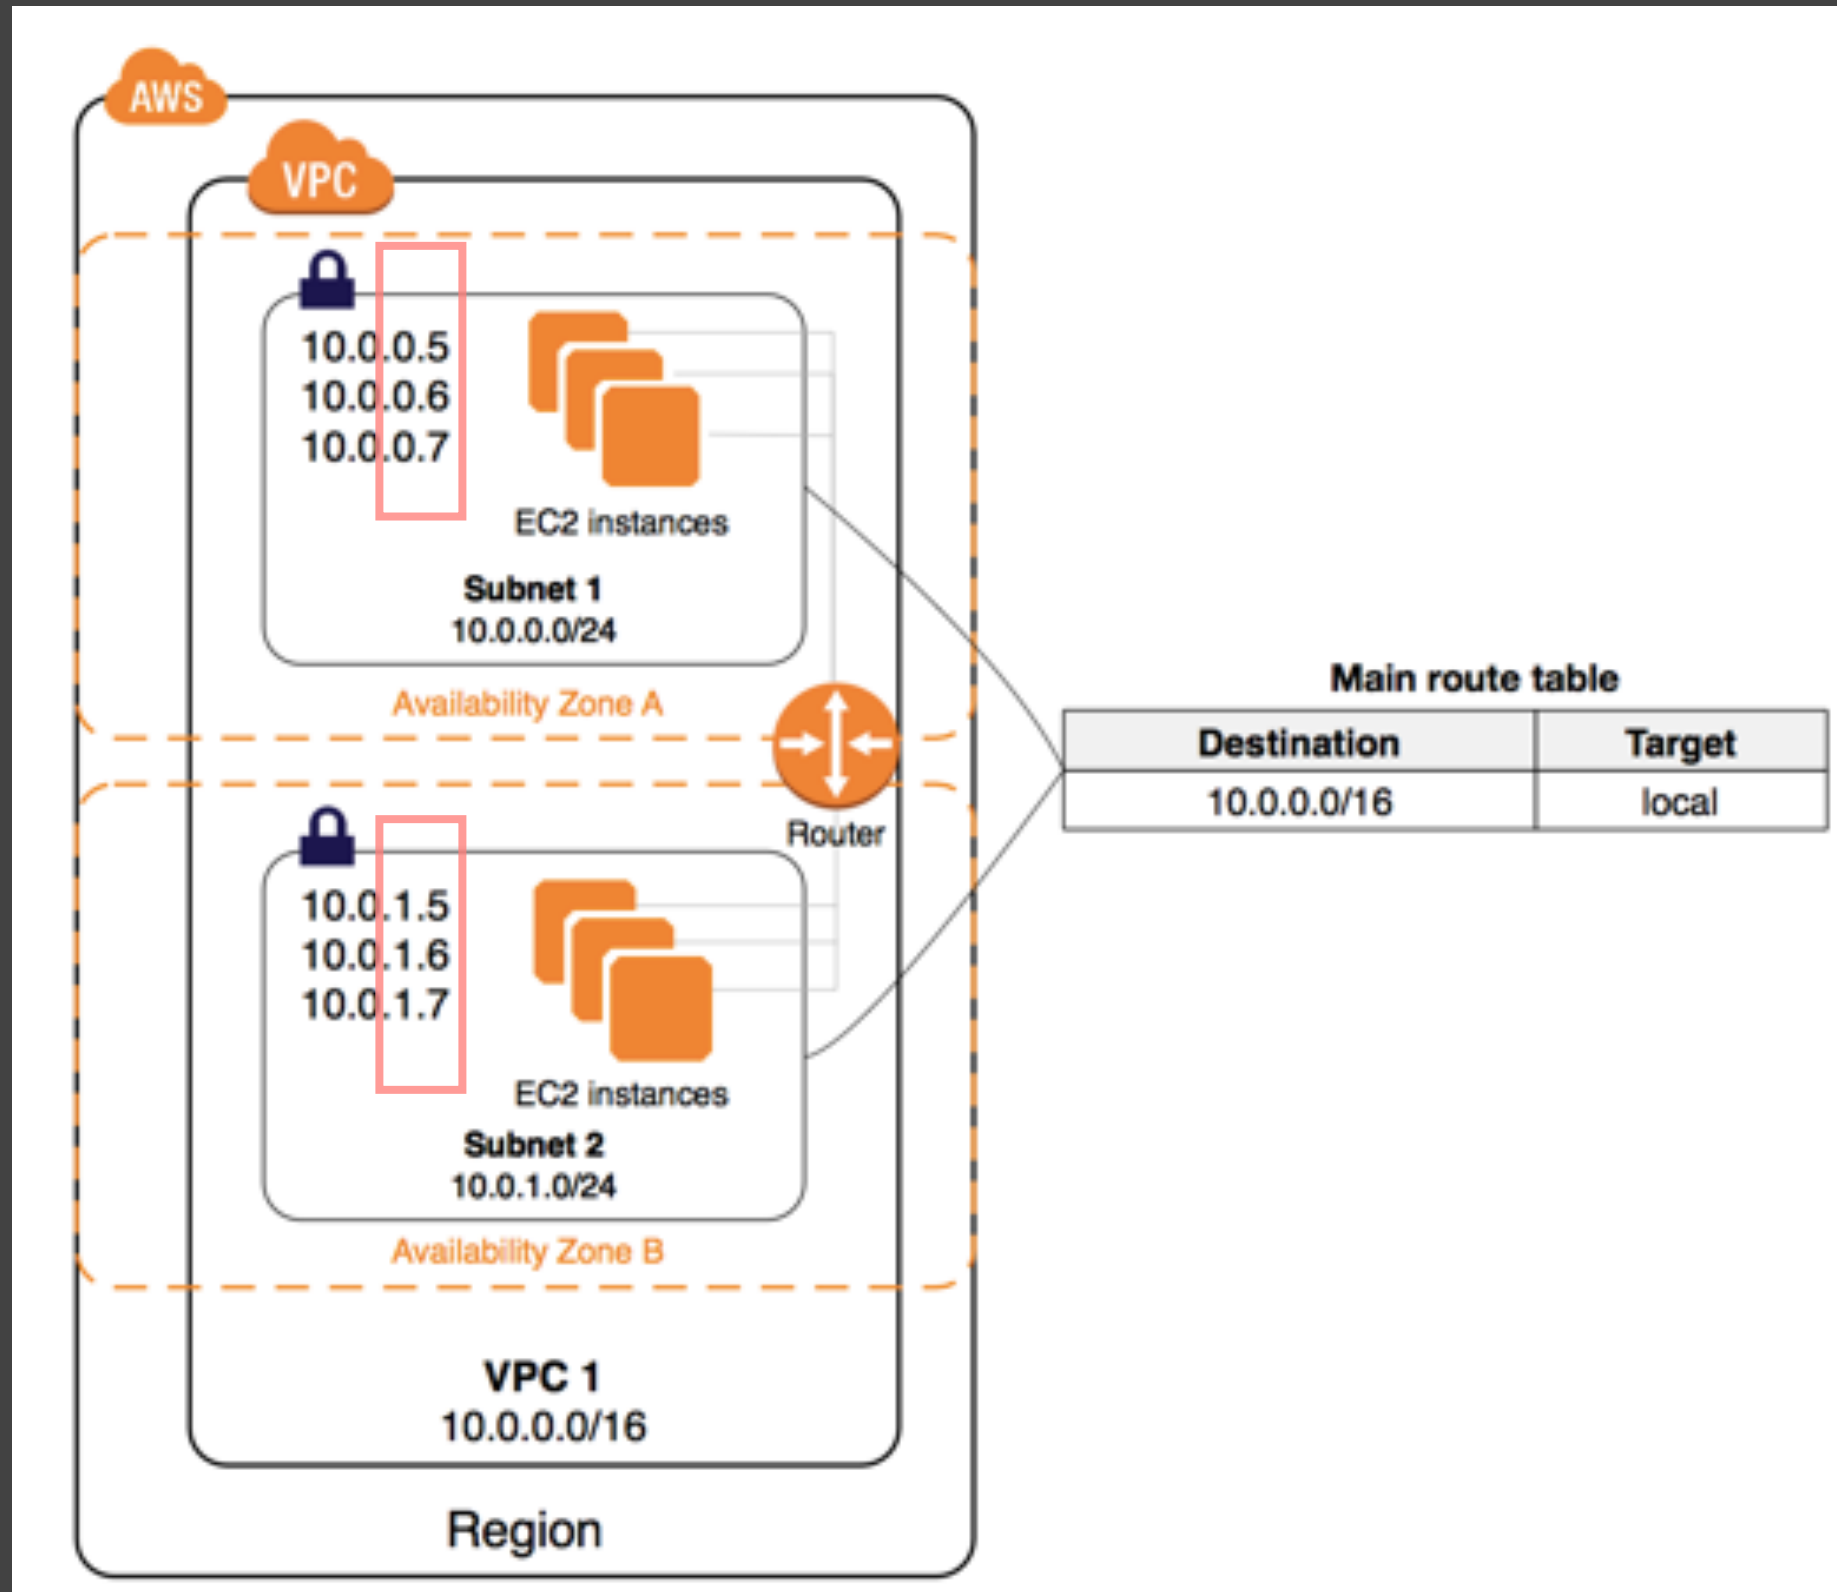 AWS
VPC
10.0.0.5
10.0.0.6
10.0.0.7
EC2 instances
Subnet 1
10.0.0.0/24
Availability Zone A
Router
10.0.1.5
10.0.1.6
10.0.1.7
EC2 instances
Subnet 2
10.0.1.0/24
Availability Zone B
VPC 1
10.0.0.0/16
Region
Main route table
Destination Target
10.0.0.0/16 local